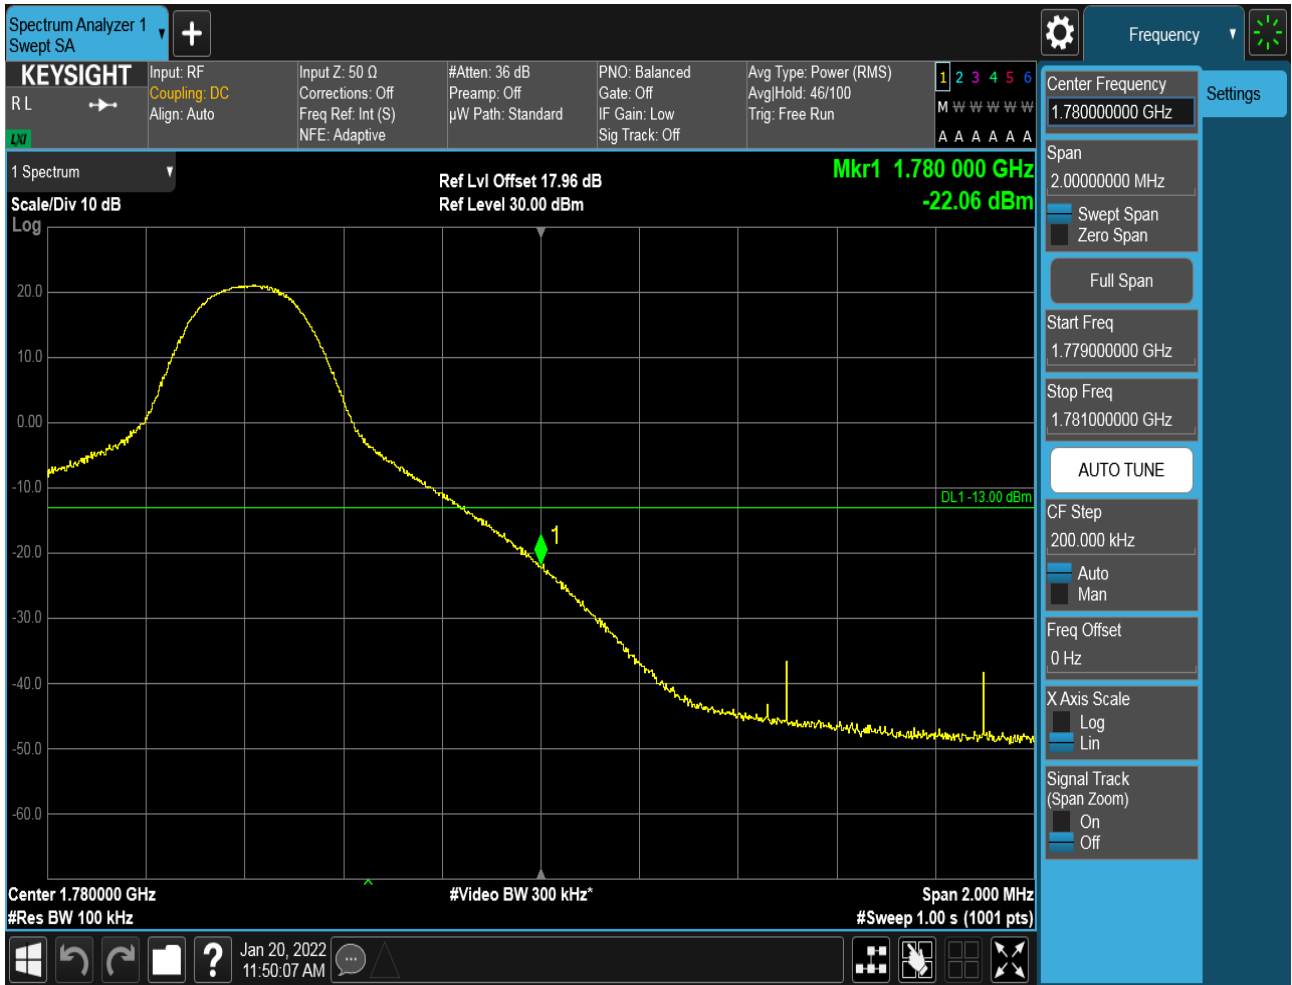 Spectrum Analyzer 1
Swept SA
Frequency
KEYSIGHT
R L
LXI
Input: RF
Coupling: DC
Align: Auto
Input Z: 50 Ω
Corrections: Off
Freq Ref: Int (S)
NFE: Adaptive
#Atten: 36 dB
Preamp: Off
µW Path: Standard
PNO: Balanced
Gate: Off
IF Gain: Low
Sig Track: Off
Avg Type: Power (RMS)
Avg|Hold: 46/100
Trig: Free Run
1 2 3 4 5 6
M W W W W W
A A A A A A
1 Spectrum
Scale/Div 10 dB
Log
Ref Lvl Offset 17.96 dB
Ref Level 30.00 dBm
Mkr1 1.780 000 GHz
-22.06 dBm
20.0
10.0
0.00
-10.0
-20.0
-30.0
-40.0
-50.0
-60.0
DL1 -13.00 dBm
1
Center 1.780000 GHz
#Res BW 100 kHz
#Video BW 300 kHz*
Span 2.000 MHz
#Sweep 1.00 s (1001 pts)
Jan 20, 2022
11:50:07 AM
?
Settings
Center Frequency
1.780000000 GHz
Span
2.00000000 MHz
Swept Span
Zero Span
Full Span
Start Freq
1.779000000 GHz
Stop Freq
1.781000000 GHz
AUTO TUNE
CF Step
200.000 kHz
Auto
Man
Freq Offset
0 Hz
X Axis Scale
Log
Lin
Signal Track
(Span Zoom)
On
Off